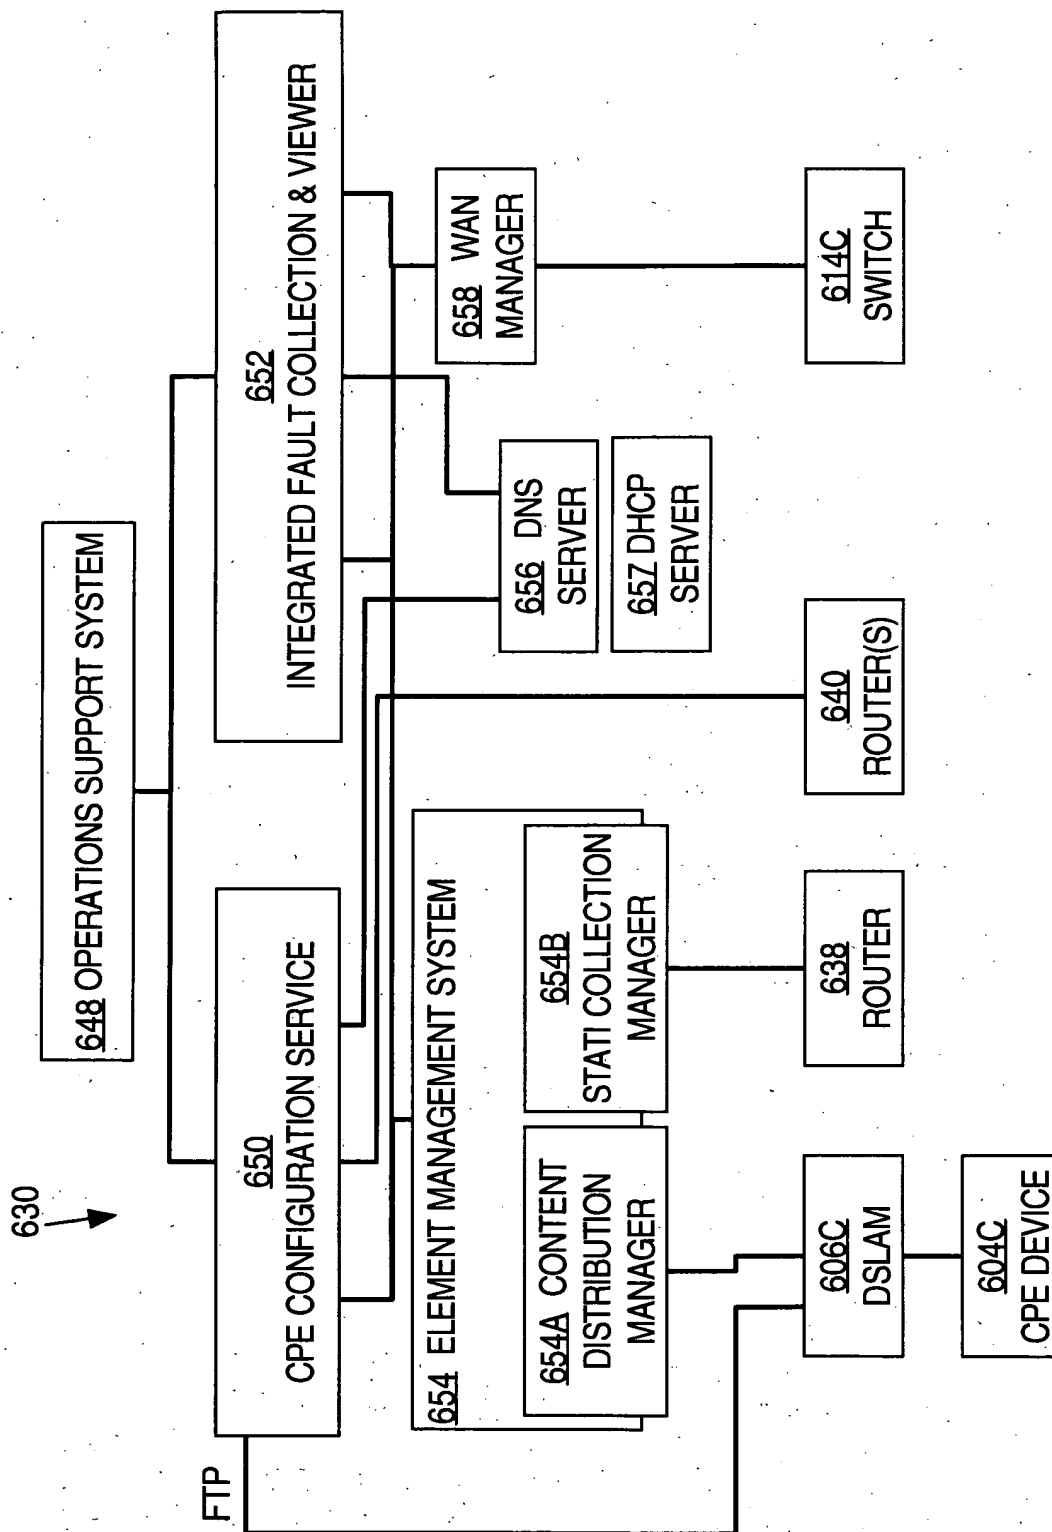 630
648 OPERATIONS SUPPORT SYSTEM
FTP
650
CPE CONFIGURATION SERVICE
652
INTEGRATED FAULT COLLECTION & VIEWER
654 ELEMENT MANAGEMENT SYSTEM
654A CONTENT
DISTRIBUTION
MANAGER
654B
STATI COLLECTION
MANAGER
656 DNS
SERVER
657 DHCP
SERVER
658 WAN
MANAGER
606C
DSLAM
638
ROUTER
640
ROUTER(S)
614C
SWITCH
604C
CPE DEVICE